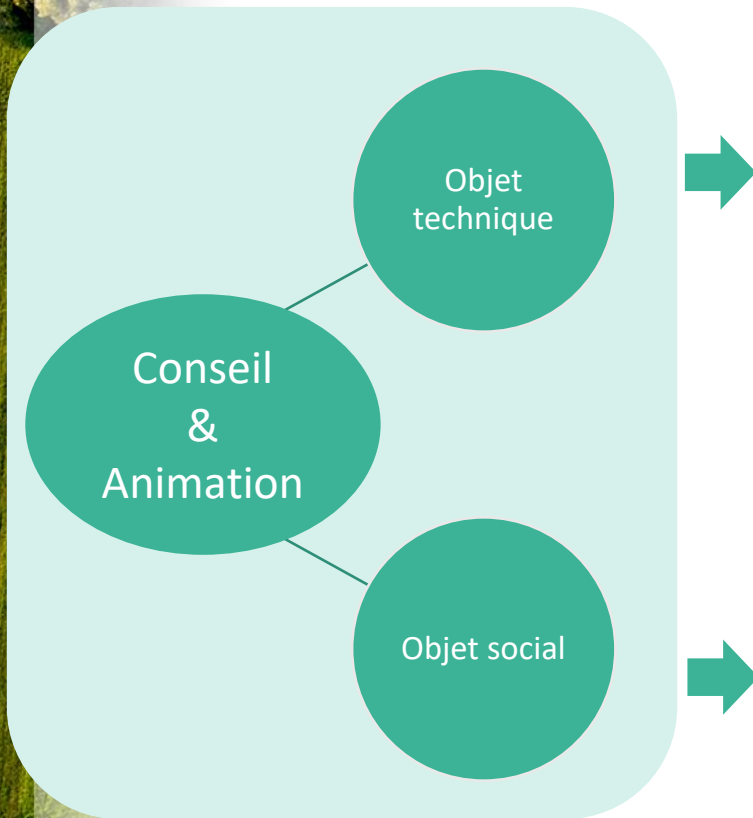 Objet
technique
Conseil
&
Animation
Objet social